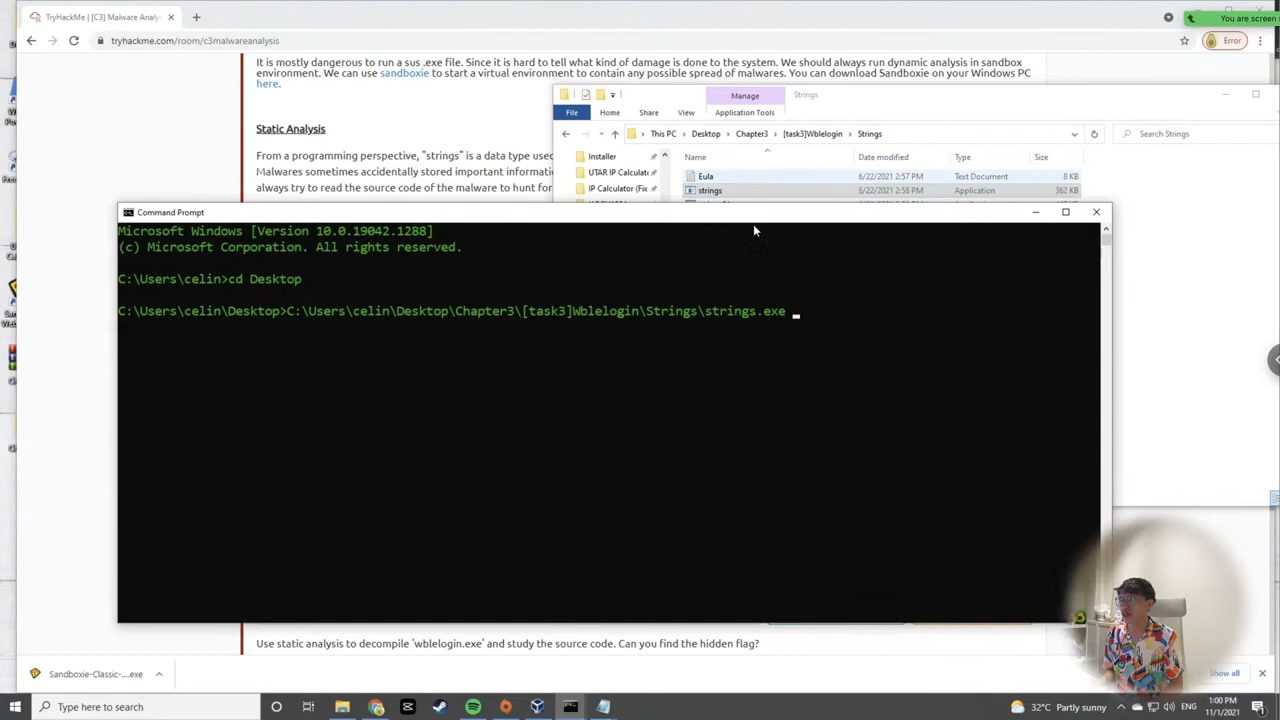 TryHackMe | [C3] Malware Analy
You are screen s
tryhackme.com/room/c3malwareanalysis
Error
It is mostly dangerous to run a sus .exe file. Since it is hard to tell what kind of damage is done to the system. We should always run dynamic analysis in sandbox
environment. We can use sandboxie to start a virtual environment to contain any possible spread of malwares. You can download Sandboxie on your Windows PC
here.
Static Analysis
From a programming perspective, "strings" is a data type used
Malwares sometimes accidentally stored important informati
always try to read the source code of the malware to hunt for
Manage
Strings
File
Home
Share
View
Application Tools
This PC
Desktop
Chapter3
[task3]Wblelogin
Strings
Search Strings
Installer
UTAR IP Calculat
IP Calculator (Fix
Name
Date modified
Type
Size
Eula
6/22/2021 2:57 PM
Text Document
8 KB
strings
6/22/2021 2:58 PM
Application
362 KB
Command Prompt
Microsoft Windows [Version 10.0.19042.1288]
(c) Microsoft Corporation. All rights reserved.
C:\Users\celin>cd Desktop
C:\Users\celin\Desktop>C:\Users\celin\Desktop\Chapter3\[task3]Wblelogin\Strings\strings.exe
Use static analysis to decompile 'wblelogin.exe' and study the source code. Can you find the hidden flag?
Sandboxie-Classic-....exe
Show all
Type here to search
32°C Partly sunny
1:00 PM
11/1/2021